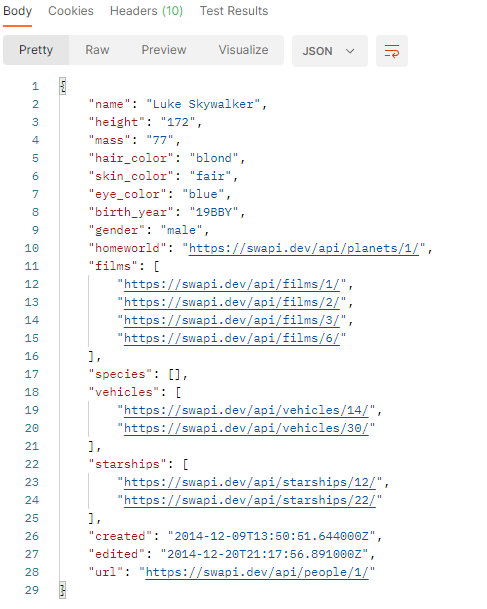 Body Cookies Headers (10) Test Results
Pretty Raw Preview Visualize JSON
1 {
2 "name": "Luke Skywalker",
3 "height": "172",
4 "mass": "77",
5 "hair_color": "blond",
6 "skin_color": "fair",
7 "eye_color": "blue",
8 "birth_year": "19BBY",
9 "gender": "male",
10 "homeworld": "https://swapi.dev/api/planets/1/",
11 "films": [
12 "https://swapi.dev/api/films/1/",
13 "https://swapi.dev/api/films/2/",
14 "https://swapi.dev/api/films/3/",
15 "https://swapi.dev/api/films/6/"
16 ],
17 "species": [],
18 "vehicles": [
19 "https://swapi.dev/api/vehicles/14/",
20 "https://swapi.dev/api/vehicles/30/"
21 ],
22 "starships": [
23 "https://swapi.dev/api/starships/12/",
24 "https://swapi.dev/api/starships/22/"
25 ],
26 "created": "2014-12-09T13:50:51.644000Z",
27 "edited": "2014-12-20T21:17:56.891000Z",
28 "url": "https://swapi.dev/api/people/1/"
29 }